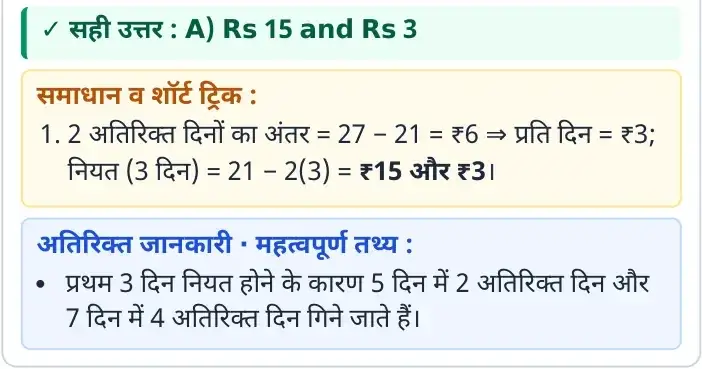 ✓ सही उत्तर : A) Rs 15 and Rs 3
समाधान व शॉर्ट ट्रिक :
1. 2 अतिरिक्त दिनों का अंतर = 27 − 21 = ₹6 ⇒ प्रति दिन = ₹3;
नियत (3 दिन) = 21 − 2(3) = ₹15 और ₹3।
अतिरिक्त जानकारी · महत्वपूर्ण तथ्य :
• प्रथम 3 दिन नियत होने के कारण 5 दिन में 2 अतिरिक्त दिन और
7 दिन में 4 अतिरिक्त दिन गिने जाते हैं।